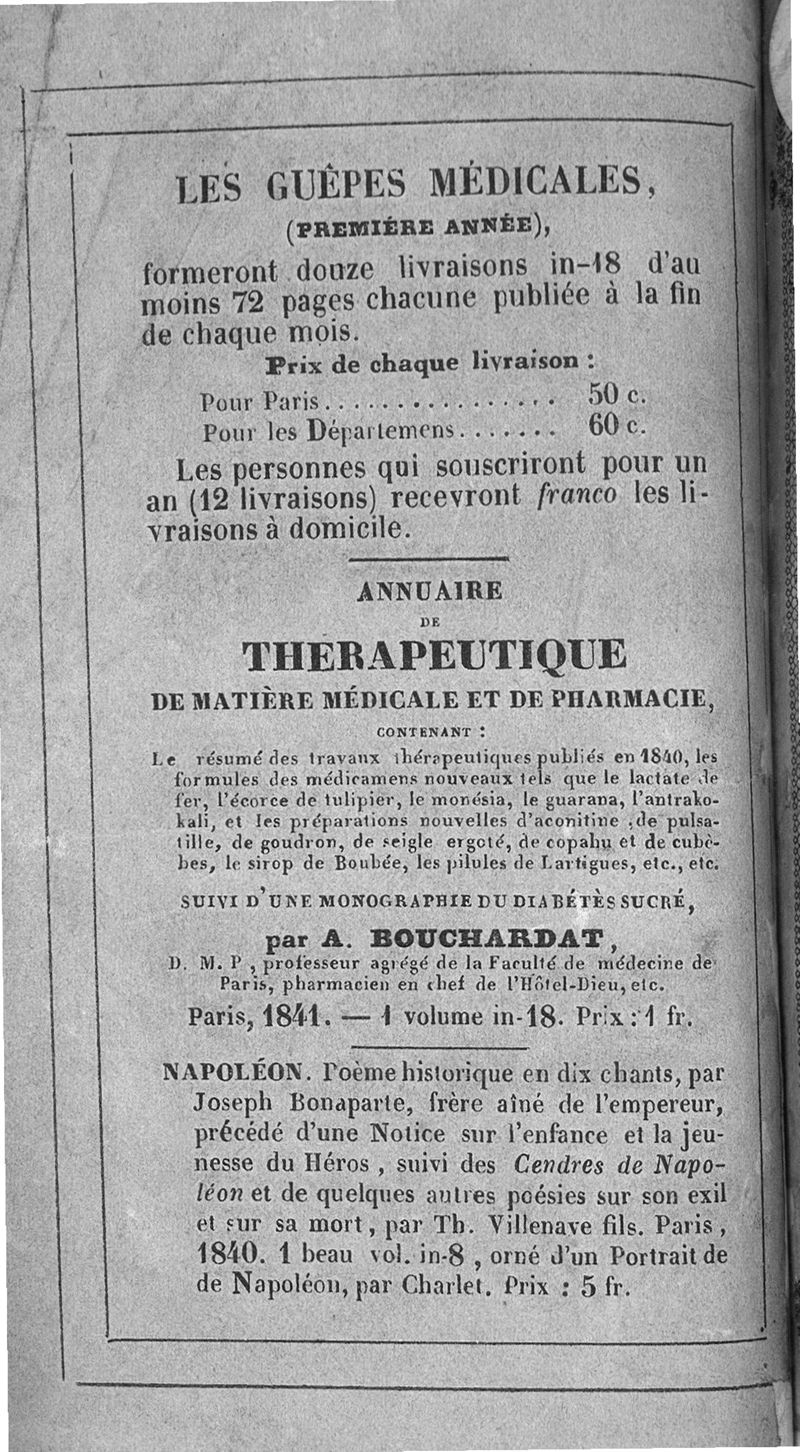 LES GUÊPES MÉDICALES,
(PREMIÉRE ANNÉE),
formeront douze livraisons in-18 d'au
moins 72 pages chacune publiée à la fin
de chaque mois.
Prix de chaque livraison :
Pour Paris................ 50 c.
Pour les Départemens....... 60 c.
Les personnes qui souscriront pour un
an (12 livraisons) recevront franco les li-
vraisons à domicile.
ANNUAIRE
DE
THERAPEUTIQUE
DE MATIÈRE MÉDICALE ET DE PHARMACIE,
CONTENANT :
Le résumé des travaux thérapeutiques publiés en 1840, les
formules des médicamens nouveaux tels que le lactate de
fer, l'écorce de tulipier, le monésia, le guarana, l'antrako-
kali, et les préparations nouvelles d'aconitine ,de pulsa-
tille, de goudron, de seigle ergoté, de copahu et de cubè-
bes, le sirop de Boubée, les pilules de Lartigues, etc., etc.
SUIVI D'UNE MONOGRAPHIE DU DIABÉTÈS SUCRÉ,
par A. BOUCHARDAT,
D. M. P., professeur agrégé de la Faculté de médecine de
Paris, pharmacien en chef de l'Hôtel-Dieu, etc.
Paris, 1841. — 1 volume in-18. Prix : 1 fr.
NAPOLÉON. Poème historique en dix chants, par
Joseph Bonaparte, frère aîné de l'empereur,
précédé d'une Notice sur l'enfance et la jeu-
nesse du Héros , suivi des Cendres de Napo-
léon et de quelques autres poésies sur son exil
et sur sa mort, par Th. Villenave fils. Paris,
1840. 1 beau vol. in-8 , orné d'un Portrait de
de Napoléon, par Charlet. Prix : 5 fr.